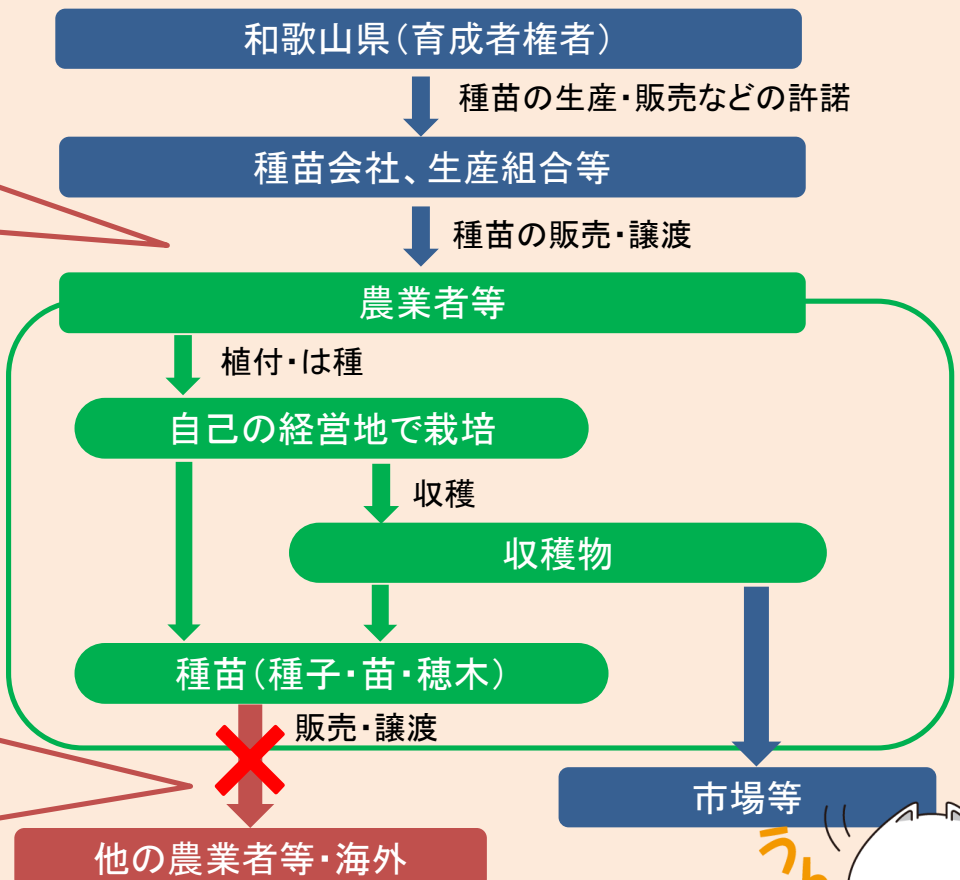 和歌山県（育成者権者）
種苗の生産・販売などの許諾
種苗会社、生産組合等
種苗の販売・譲渡
農業者等
植付・は種
自己の経営地で栽培
収穫
収穫物
種苗（種子・苗・穂木）
販売・譲渡
市場等
他の農業者等・海外